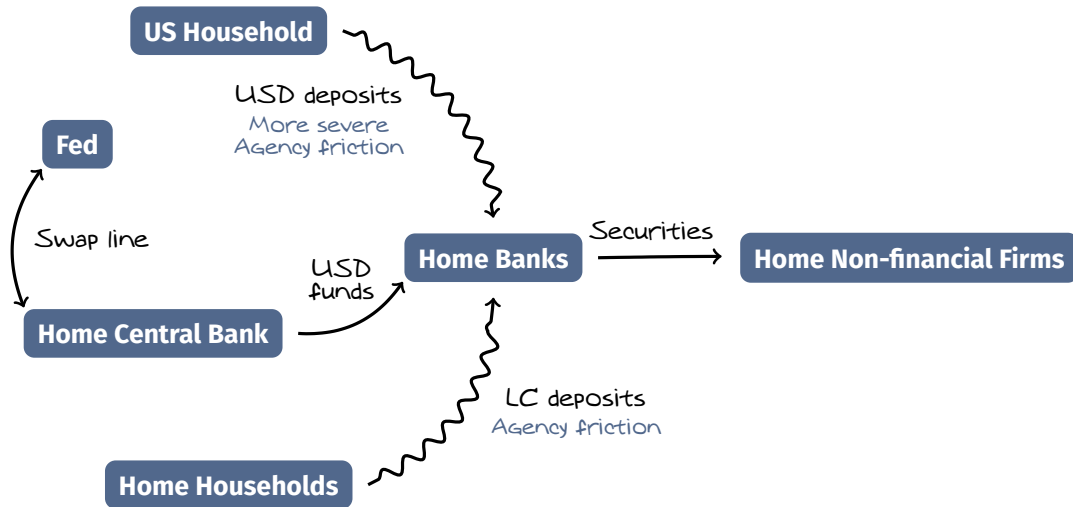 US Household
USD deposits
More severe
Agency friction
Fed
Swap line
Home Banks
Securities
Home Non-financial Firms
USD
funds
Home Central Bank
LC deposits
Agency friction
Home Households